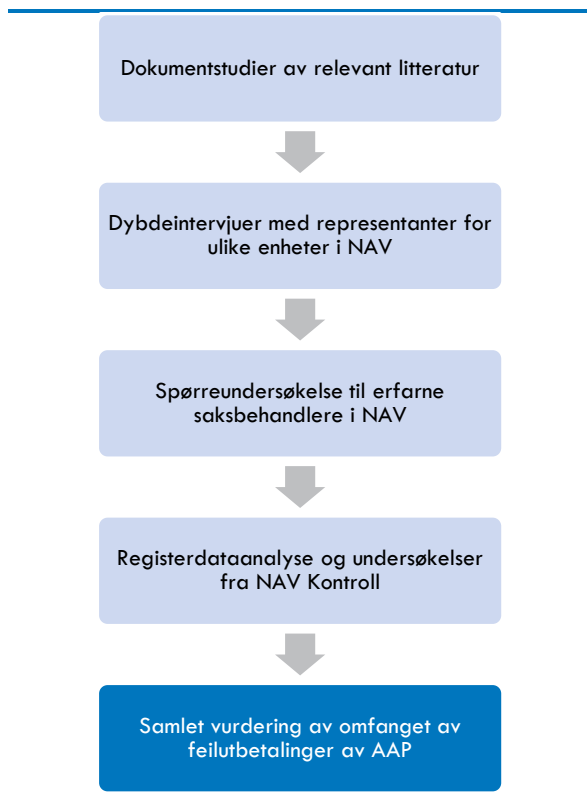 Dokumentstudier av relevant litteratur
Dybdeintervjuer med representanter for
ulike enheter i NAV
Spørreundersøkelse til erfarne
saksbehandlere i NAV
Registerdataanalyse og undersøkelser
fra NAV Kontroll
Samlet vurdering av omfanget av
feilutbetalinger av AAP